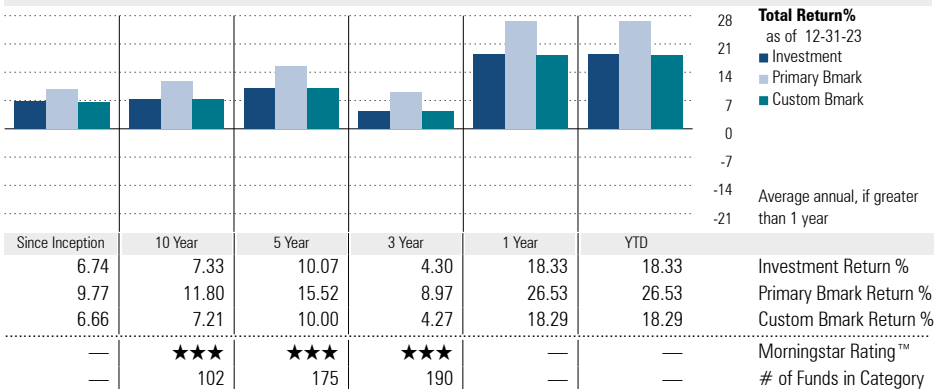 28
21
14
7
0
-7
-14
-21
Total Return%
as of 12-31-23
■ Investment
■ Primary Bmark
■ Custom Bmark
Average annual, if greater
than 1 year
Since Inception 10 Year 5 Year 3 Year 1 Year YTD
6.74 7.33 10.07 4.30 18.33 18.33 Investment Return %
9.77 11.80 15.52 8.97 26.53 26.53 Primary Bmark Return %
6.66 7.21 10.00 4.27 18.29 18.29 Custom Bmark Return %
— ★★★ ★★★ ★★★ — — Morningstar Rating™
— 102 175 190 — — # of Funds in Category